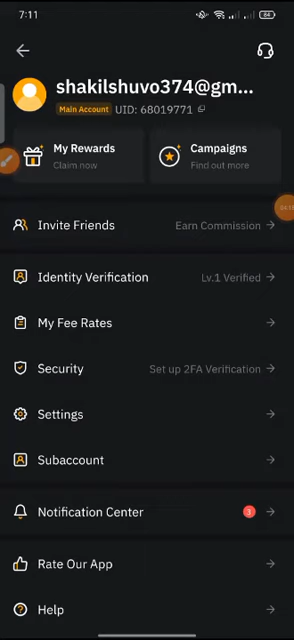 7:11
84
shakilshuvo374@gm...
Main Account UID: 68019771
My Rewards
Claim now
Campaigns
Find out more
Invite Friends Earn Commission
Identity Verification Lv.1 Verified
My Fee Rates
Security Set up 2FA Verification
Settings
Subaccount
Notification Center 3
Rate Our App
Help